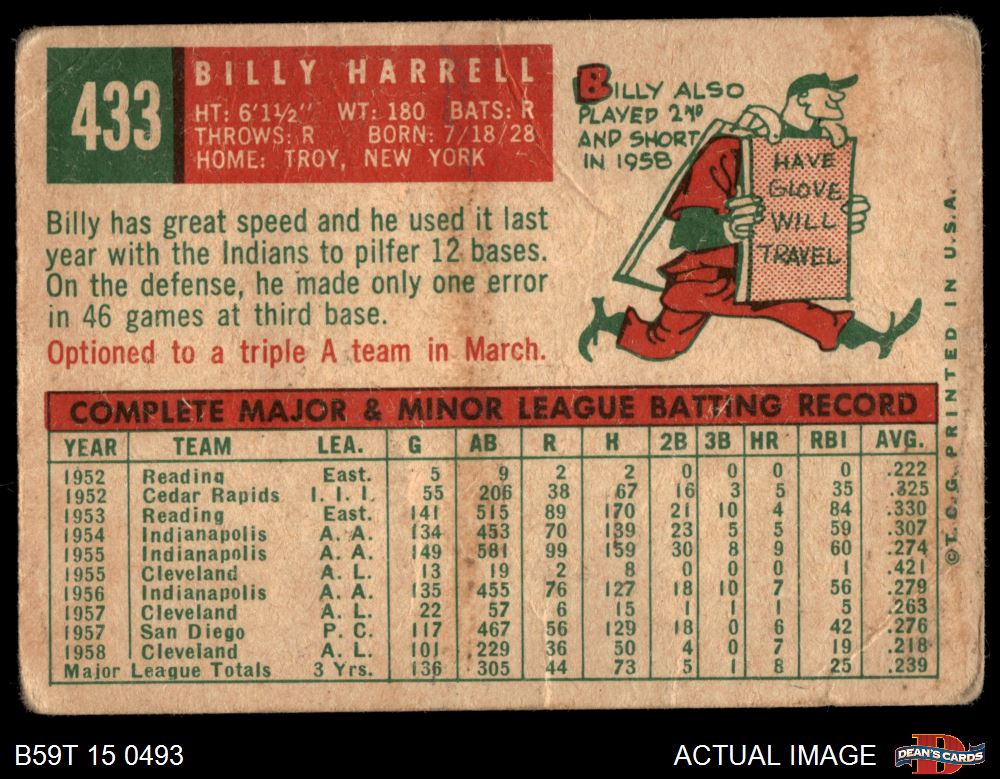 433
BILLY HARRELL
HT: 6'1½" WT: 180 BATS: R
THROWS: R BORN: 7/18/28
HOME: TROY, NEW YORK
BILLY ALSO
PLAYED 2ND
AND SHORT
IN 1958
HAVE
GLOVE
WILL
TRAVEL
Billy has great speed and he used it last
year with the Indians to pilfer 12 bases.
On the defense, he made only one error
in 46 games at third base.
Optioned to a triple A team in March.
COMPLETE MAJOR & MINOR LEAGUE BATTING RECORD
YEAR TEAM LEA. G AB R H 2B 3B HR RBI AVG.
1952 Reading East. 5 9 2 2 0 0 0 0 .222
1952 Cedar Rapids I. I. I. 55 206 38 67 16 3 5 35 .325
1953 Reading East. 141 515 89 170 21 10 4 84 .330
1954 Indianapolis A. A. 134 453 70 139 23 5 5 59 .307
1955 Indianapolis A. A. 149 581 99 159 30 8 9 60 .274
1955 Cleveland A. L. 13 19 2 8 0 0 0 1 .421
1956 Indianapolis A. A. 135 455 76 127 18 10 7 56 .279
1957 Cleveland A. L. 22 57 6 15 1 1 1 5 .263
1957 San Diego P. C. 117 467 56 129 18 0 6 42 .276
1958 Cleveland A. L. 101 229 36 50 4 0 7 19 .218
Major League Totals 3 Yrs. 136 305 44 73 5 1 8 25 .239
©T. C. G. PRINTED IN U.S.A.
B59T 15 0493
ACTUAL IMAGE
DEAN'S CARDS